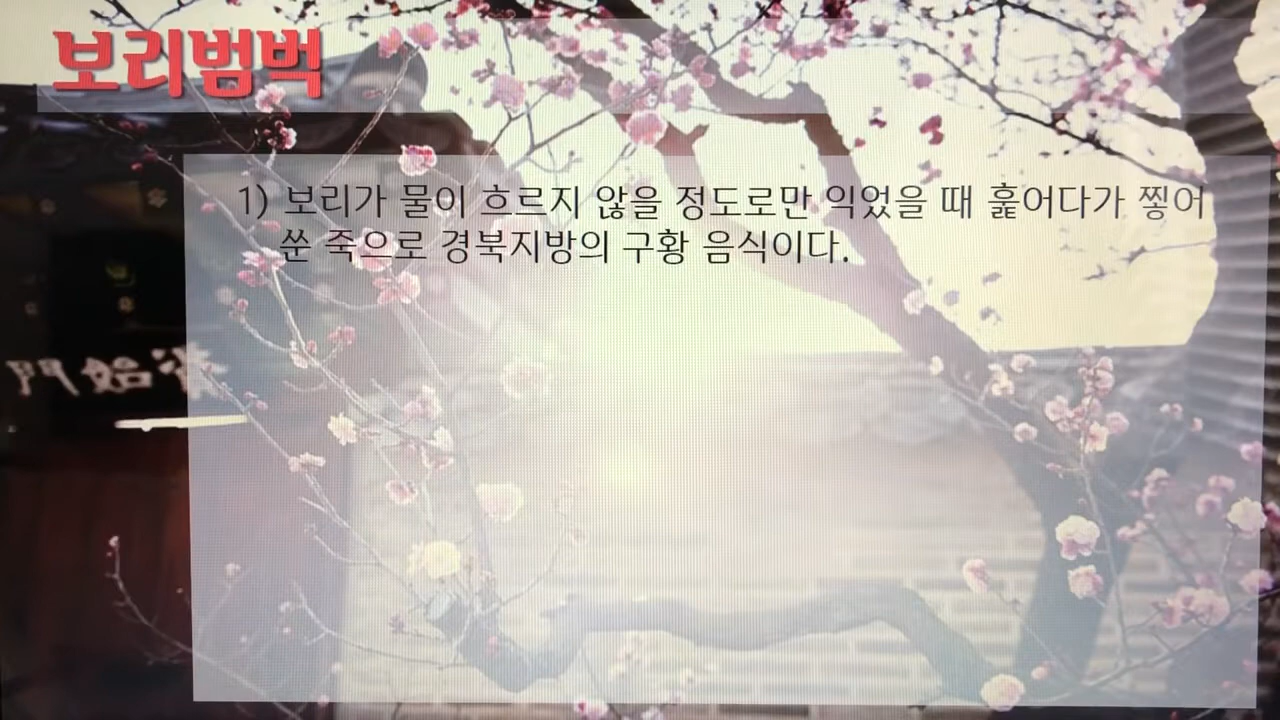 보리범벅
1) 보리가 물이 흐르지 않을 정도로만 익었을 때 훑어다가 찧어
쑨 죽으로 경북지방의 구황 음식이다.